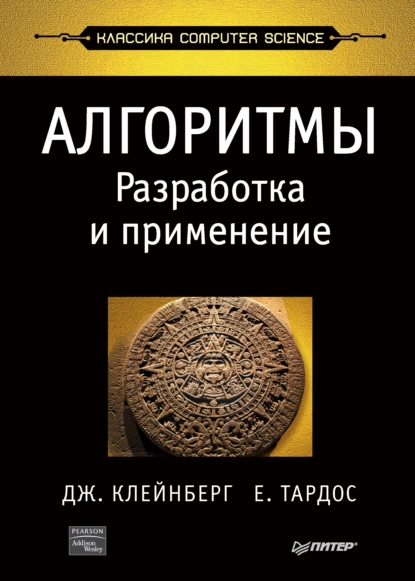 КЛАССИКА COMPUTER SCIENCE
АЛГОРИТМЫ
Разработка
и применение
ДЖ. КЛЕЙНБЕРГ Е. ТАРДОС
PEARSON
Addison
Wesley
ПИТЕР